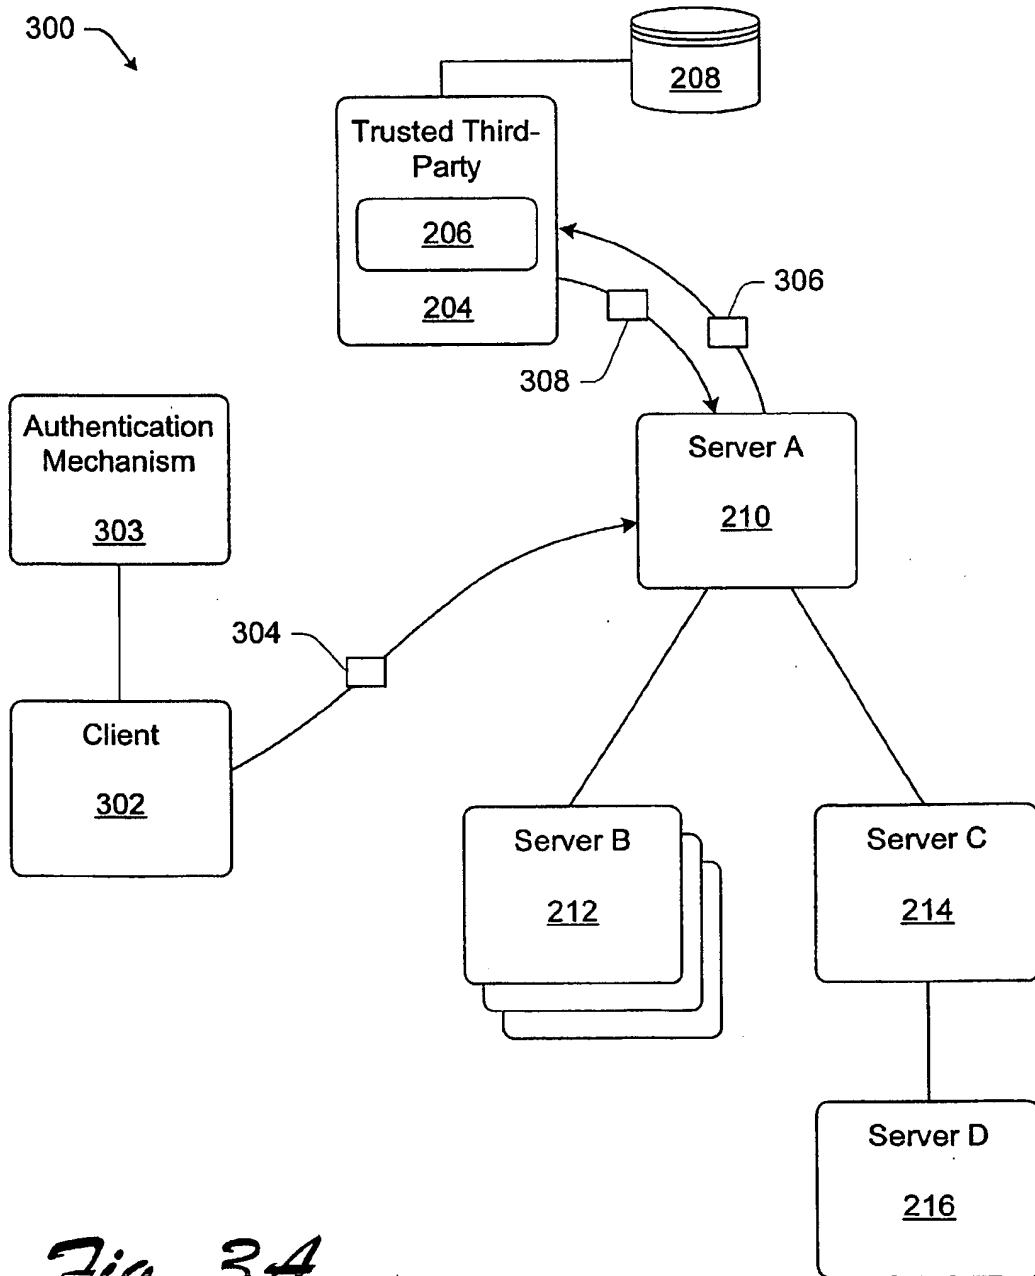 300
208
Trusted Third-
Party
206
204
306
308
Authentication
Mechanism
303
Server A
210
304
Client
302
Server B
212
Server C
214
Server D
216
Fig. 3A